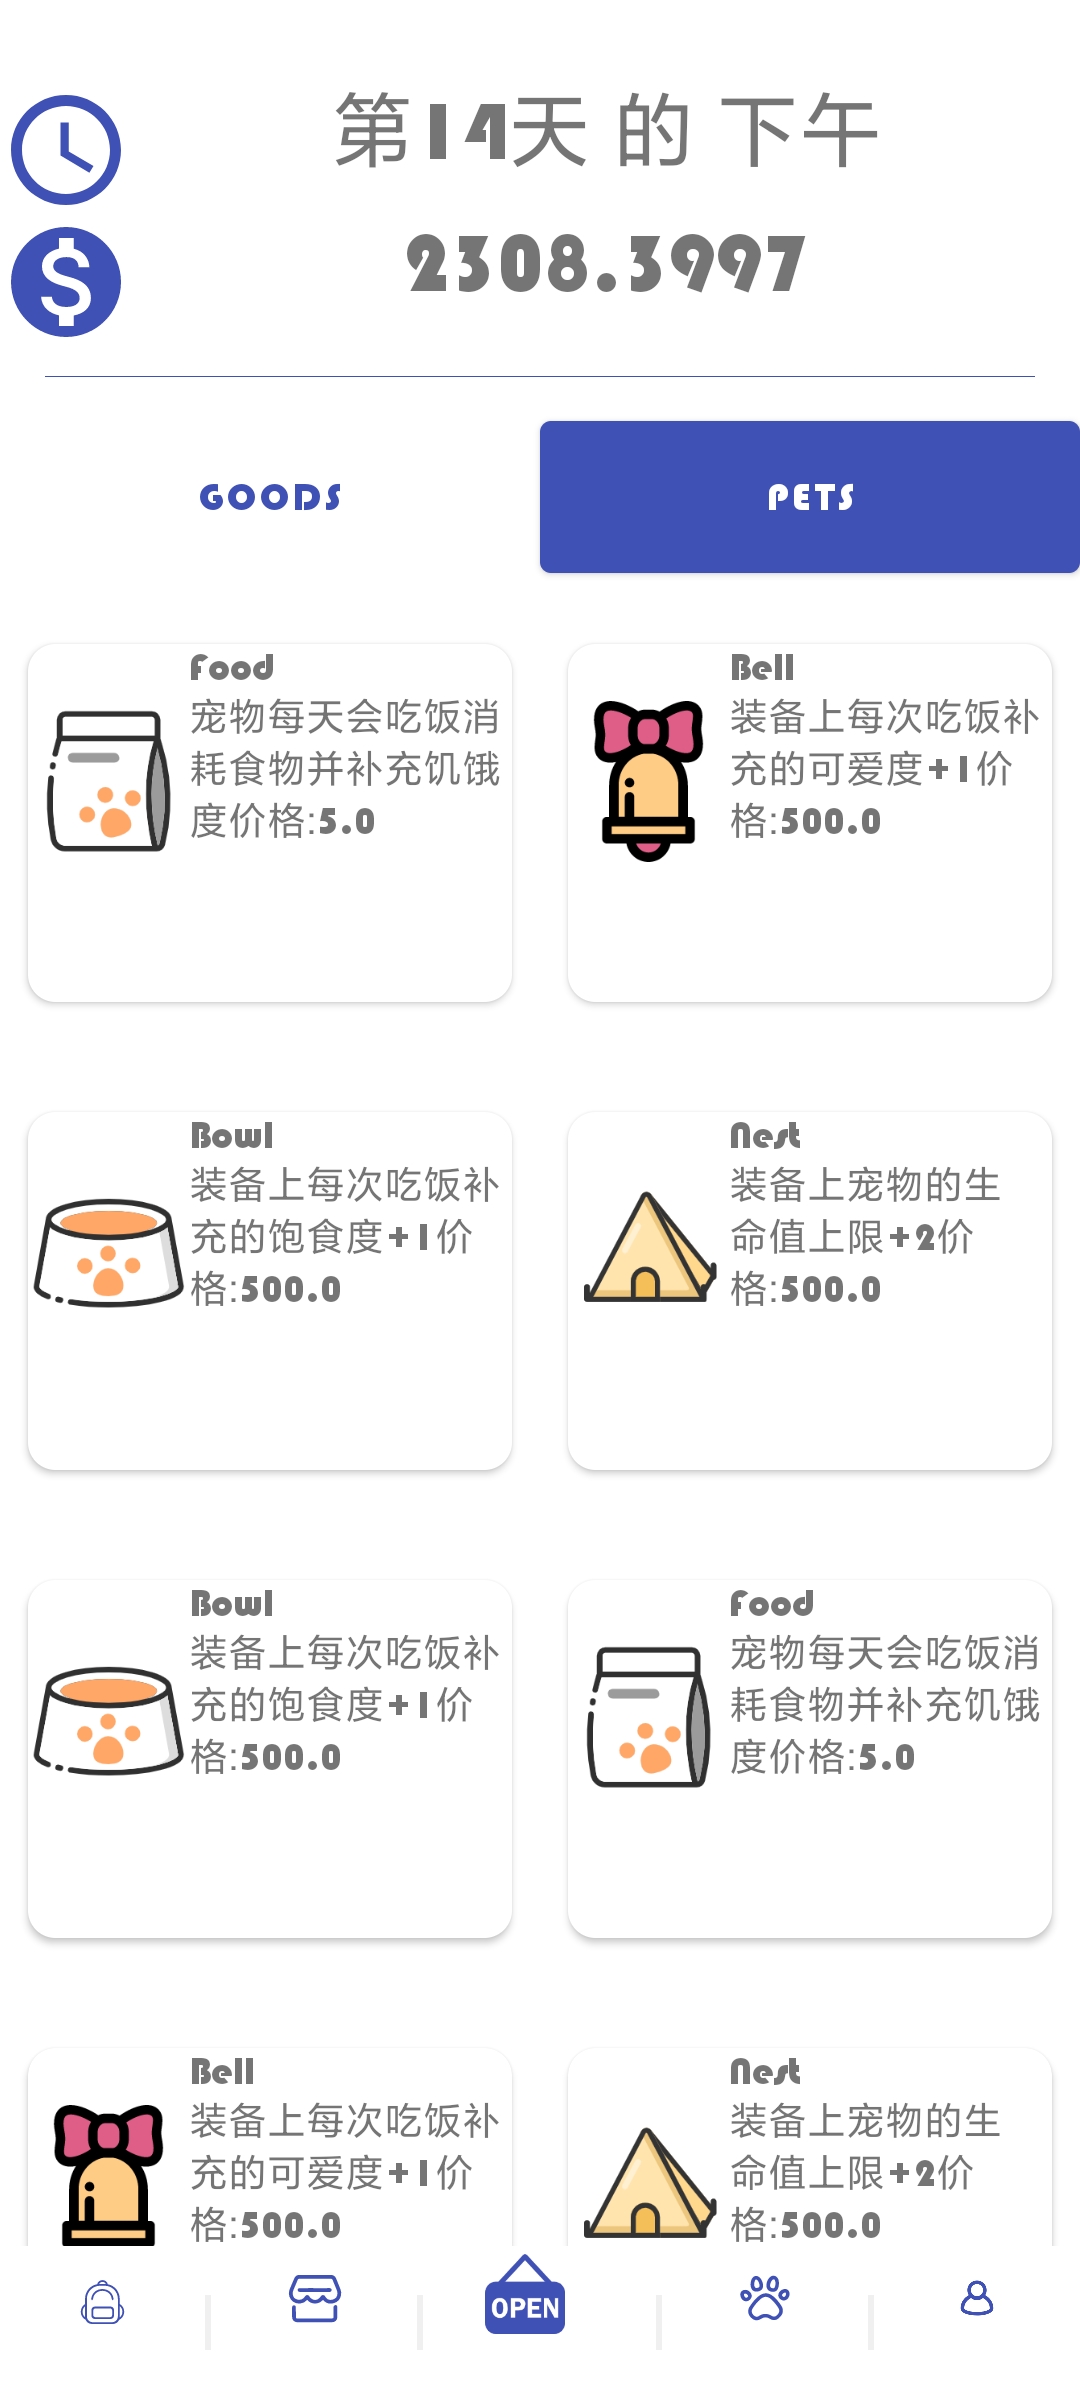 第14天 的 下午
2308.3997
GOODS
PETS
Food
宠物每天会吃饭消
耗食物并补充饥饿
度价格:5.0
Bell
装备上每次吃饭补
充的可爱度+1价
格:500.0
Bowl
装备上每次吃饭补
充的饱食度+1价
格:500.0
Nest
装备上宠物的生
命值上限+2价
格:500.0
Bowl
装备上每次吃饭补
充的饱食度+1价
格:500.0
Food
宠物每天会吃饭消
耗食物并补充饥饿
度价格:5.0
Bell
装备上每次吃饭补
充的可爱度+1价
格:500.0
Nest
装备上宠物的生
命值上限+2价
格:500.0
OPEN